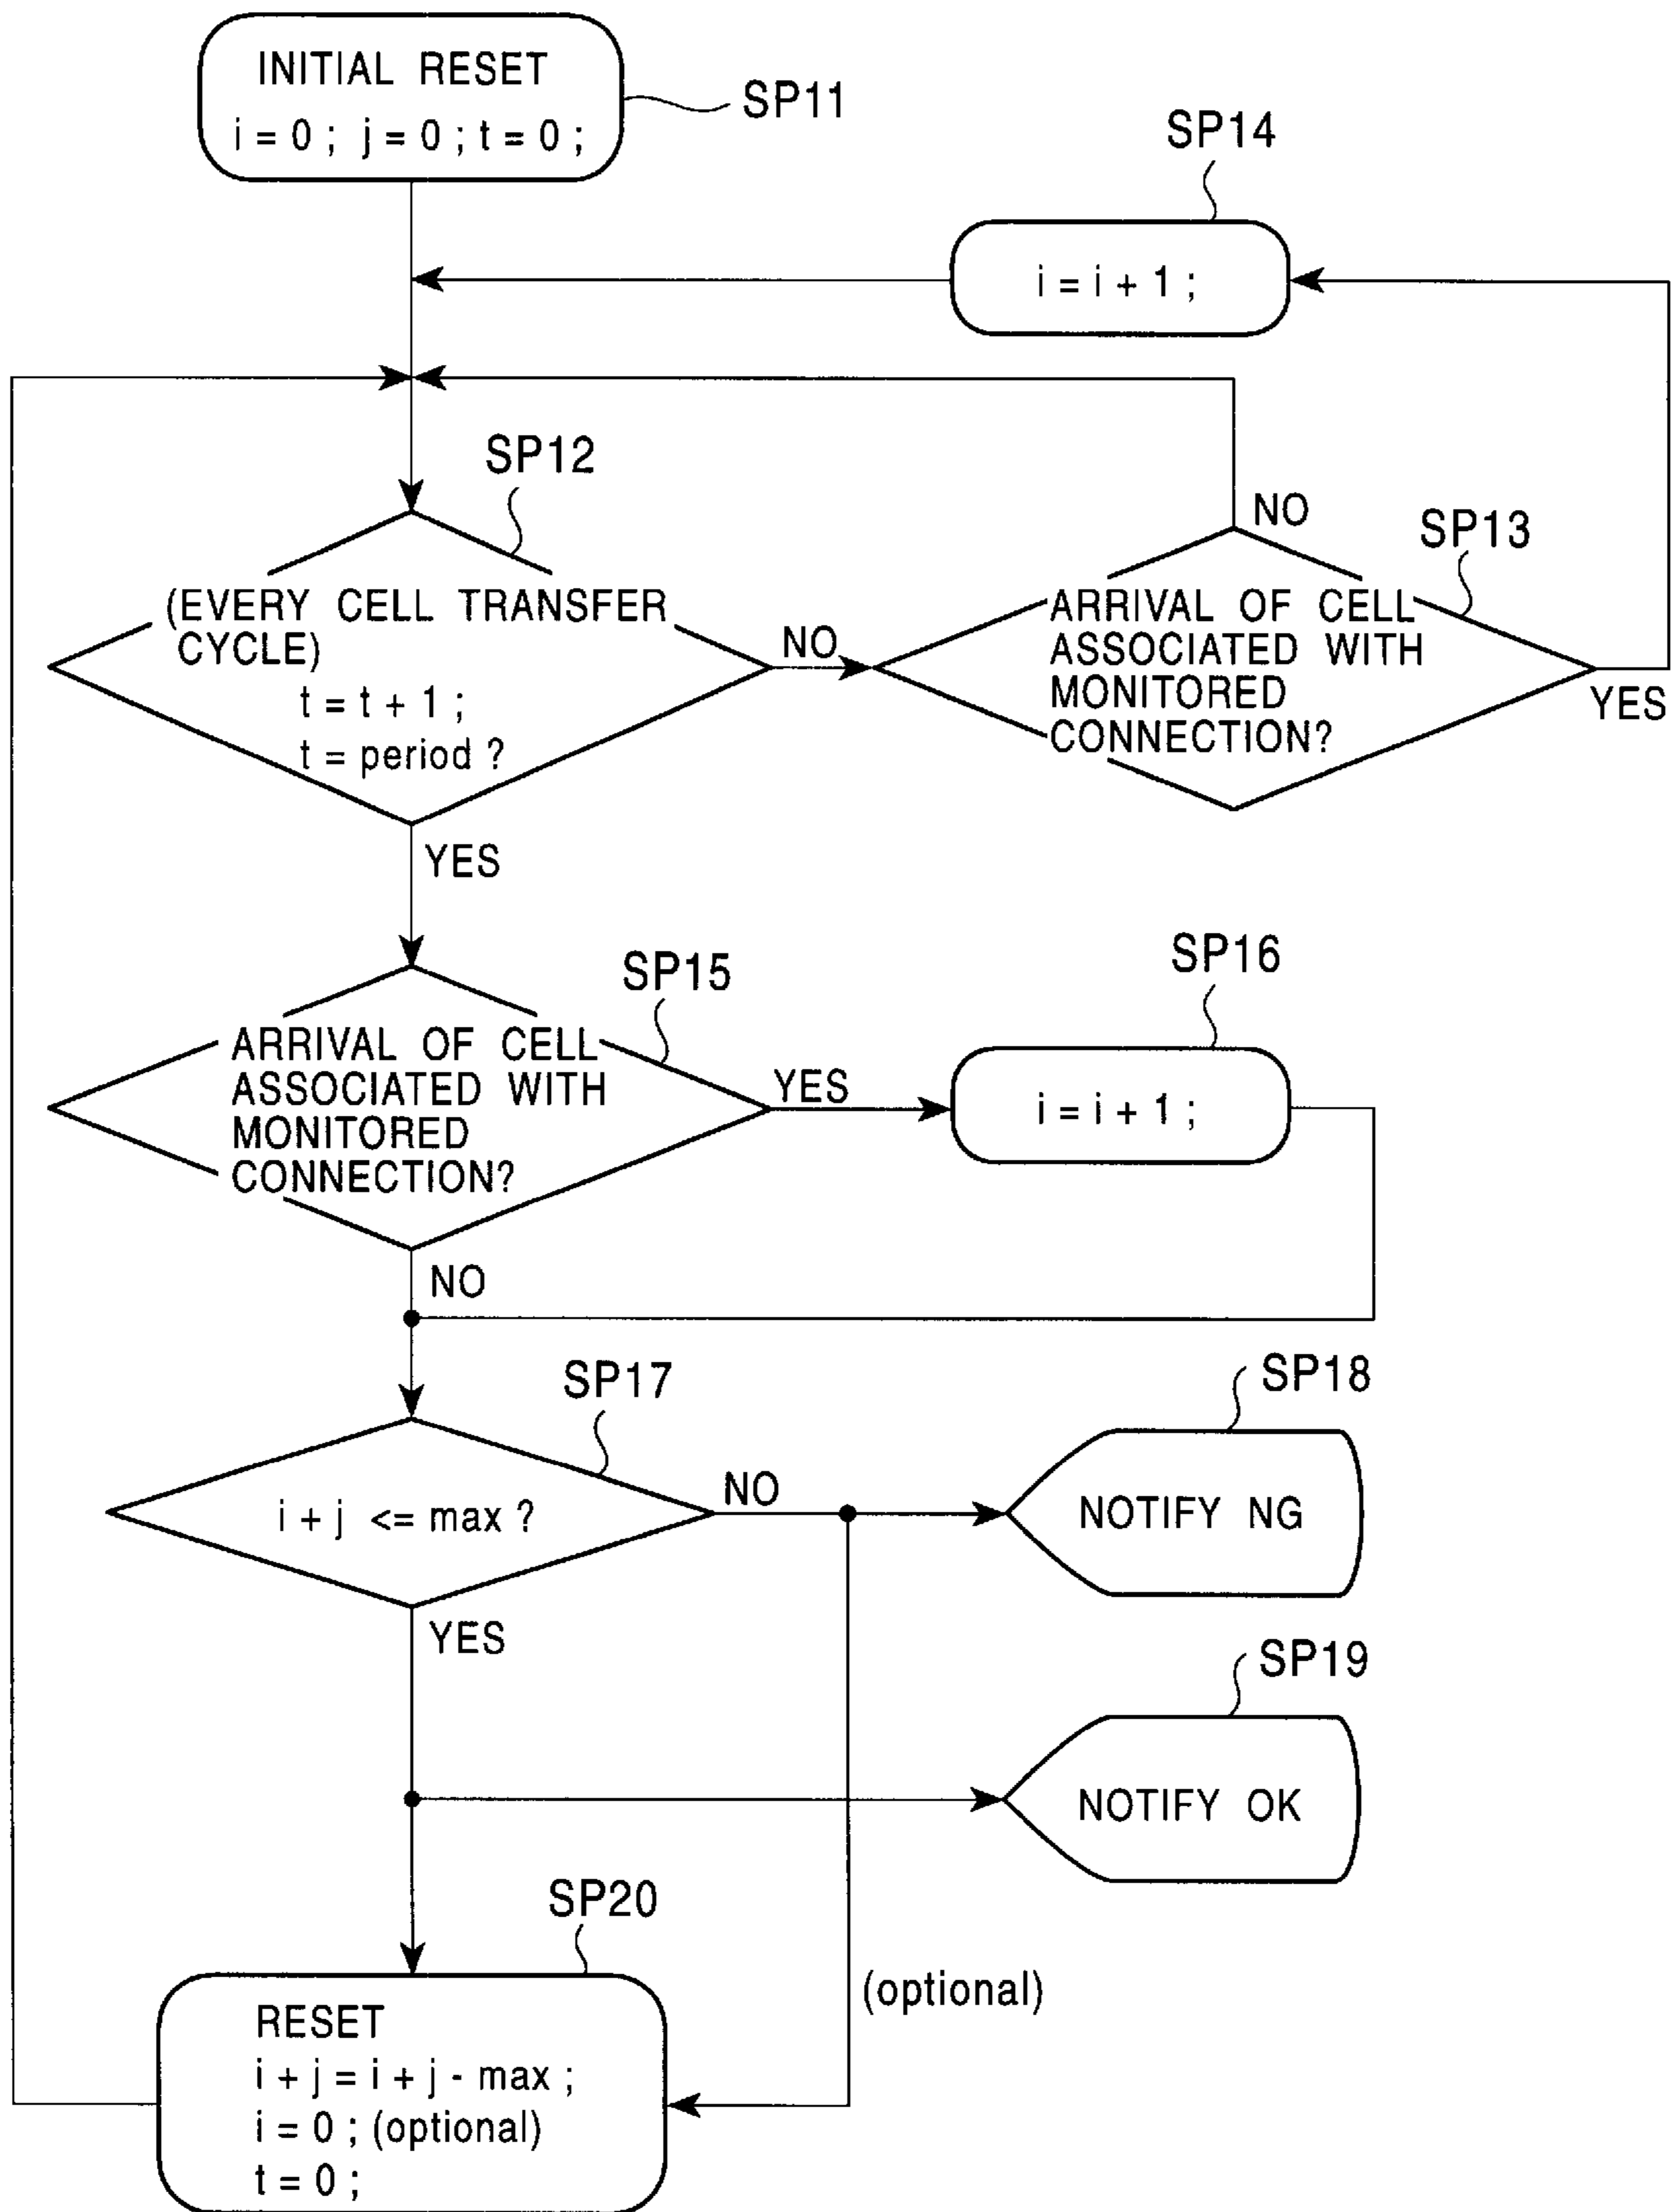 INITIAL RESET
i = 0 ; j = 0 ; t = 0 ;
SP11
SP14
i = i + 1 ;
SP12
(EVERY CELL TRANSFER
CYCLE)
t = t + 1 ;
t = period ?
NO
NO
SP13
ARRIVAL OF CELL
ASSOCIATED WITH
MONITORED
CONNECTION?
YES
YES
SP15
ARRIVAL OF CELL
ASSOCIATED WITH
MONITORED
CONNECTION?
YES
SP16
i = i + 1 ;
NO
SP17
i + j <= max ?
NO
SP18
NOTIFY NG
YES
SP19
NOTIFY OK
SP20
(optional)
RESET
i + j = i + j - max ;
i = 0 ; (optional)
t = 0 ;